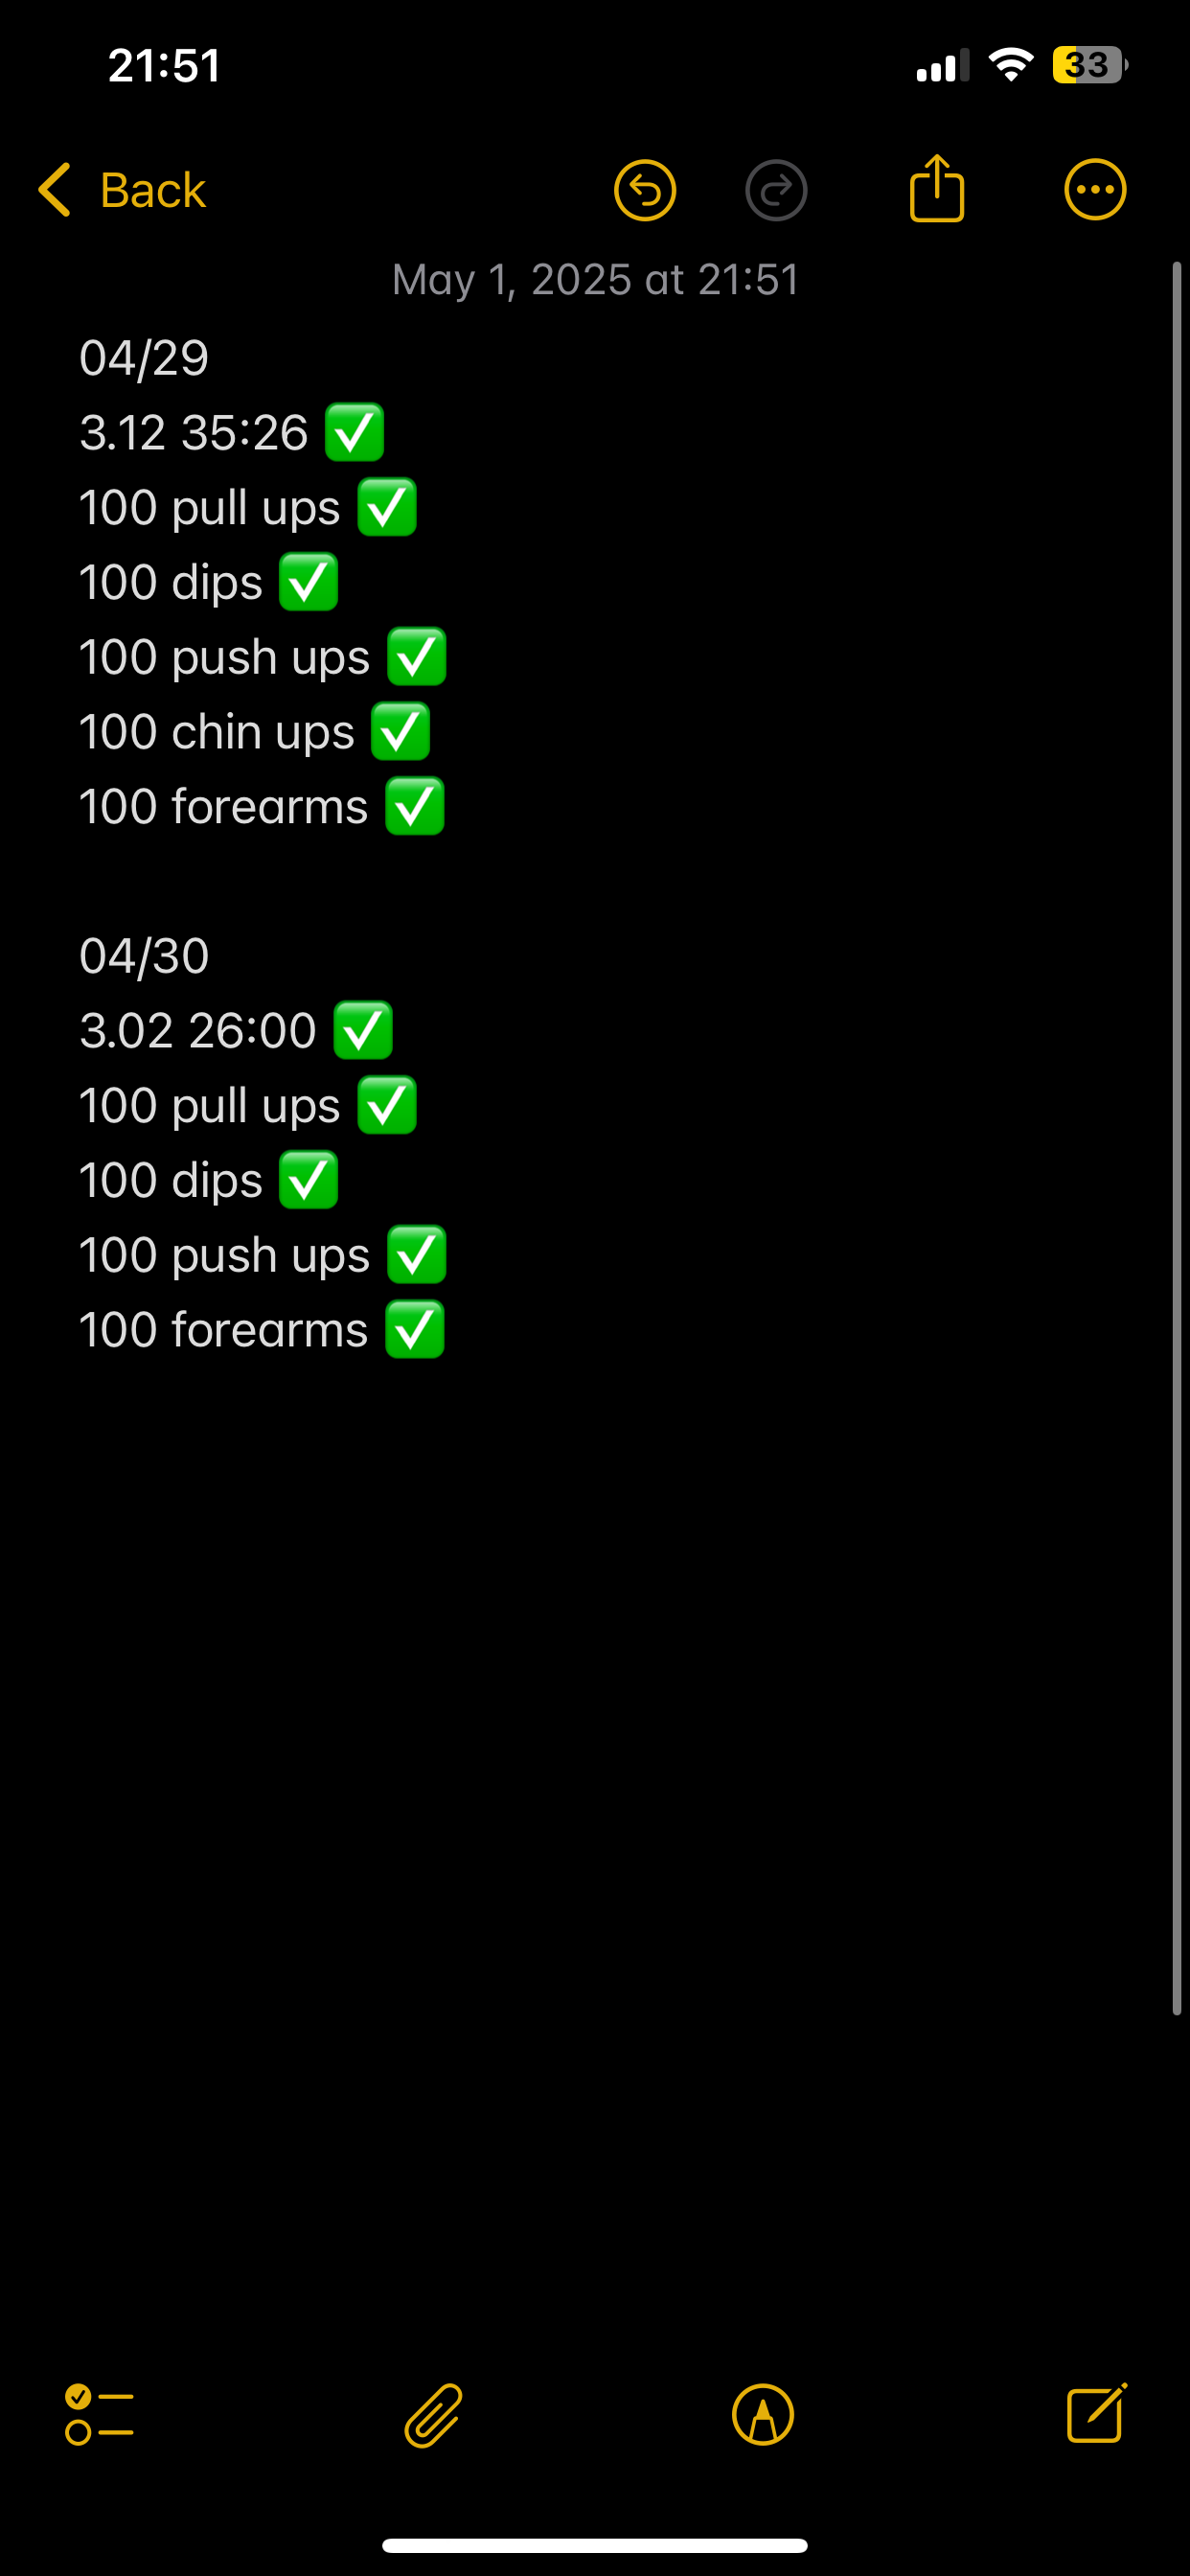 21:51
33
Back
May 1, 2025 at 21:51
04/29
3.12 35:26 ✅
100 pull ups ✅
100 dips ✅
100 push ups ✅
100 chin ups ✅
100 forearms ✅
04/30
3.02 26:00 ✅
100 pull ups ✅
100 dips ✅
100 push ups ✅
100 forearms ✅